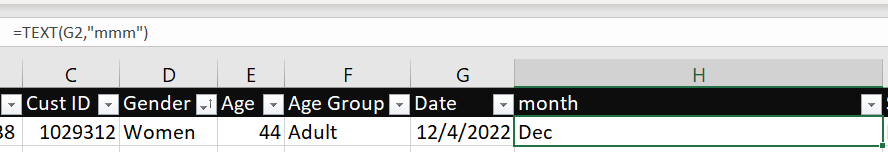 =TEXT(G2,"mmm")
C D E F G H
Cust ID Gender Age Age Group Date month
38 1029312 Women 44 Adult 12/4/2022 Dec